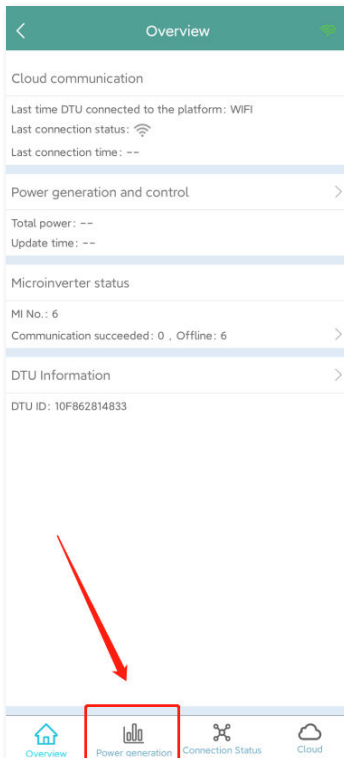 Overview
Cloud communication
Last time DTU connected to the platform: WIFI
Last connection status:
Last connection time: --
Power generation and control
Total power: --
Update time: --
Microinverter status
MI No.: 6
Communication succeeded: 0 , Offline: 6
DTU Information
DTU ID: 10F862814833
Overview Power generation Connection Status Cloud